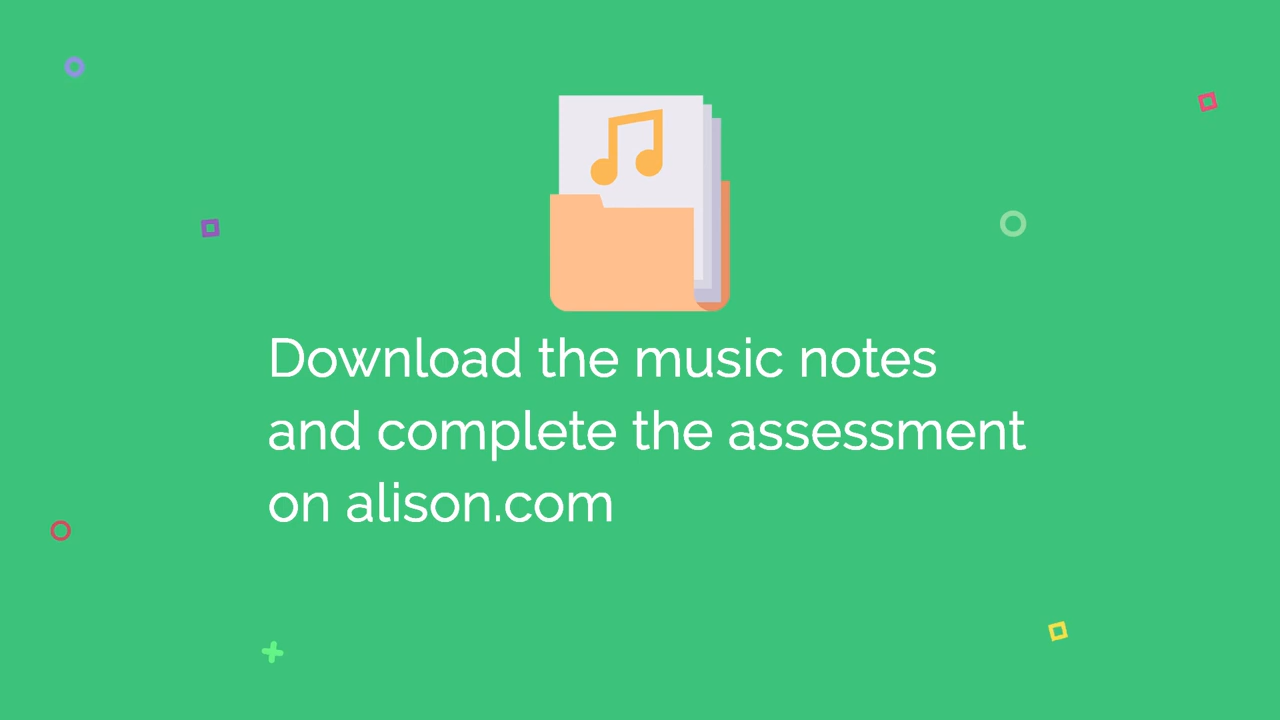 Download the music notes
and complete the assessment
on alison.com